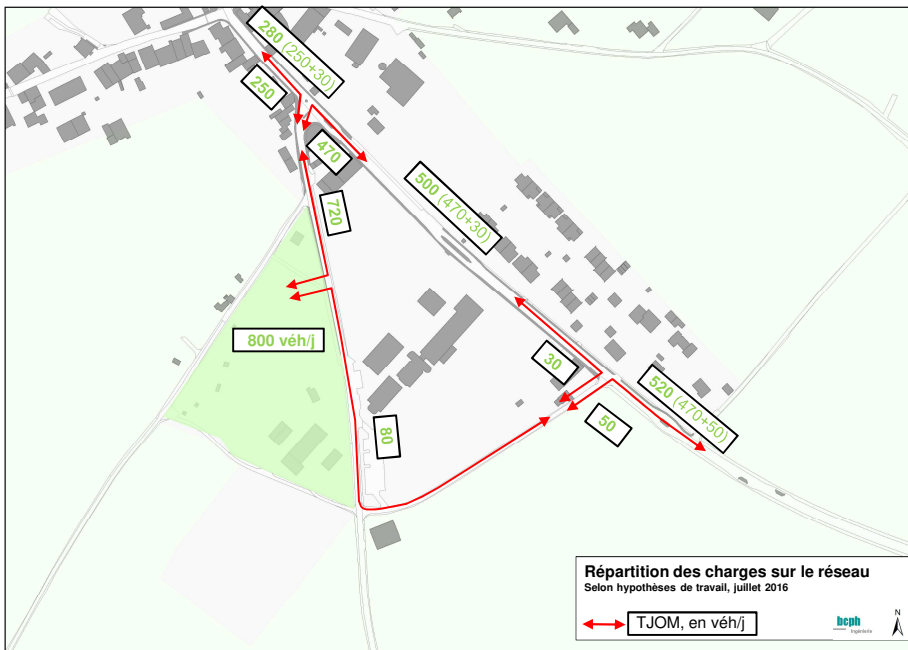 280 (250+30)
250
470
720
500 (470+30)
800 véh/j
30
520 (470+50)
50
80
Répartition des charges sur le réseau
Selon hypothèses de travail, juillet 2016
TJOM, en véh/j
bcph
Ingénierie
N